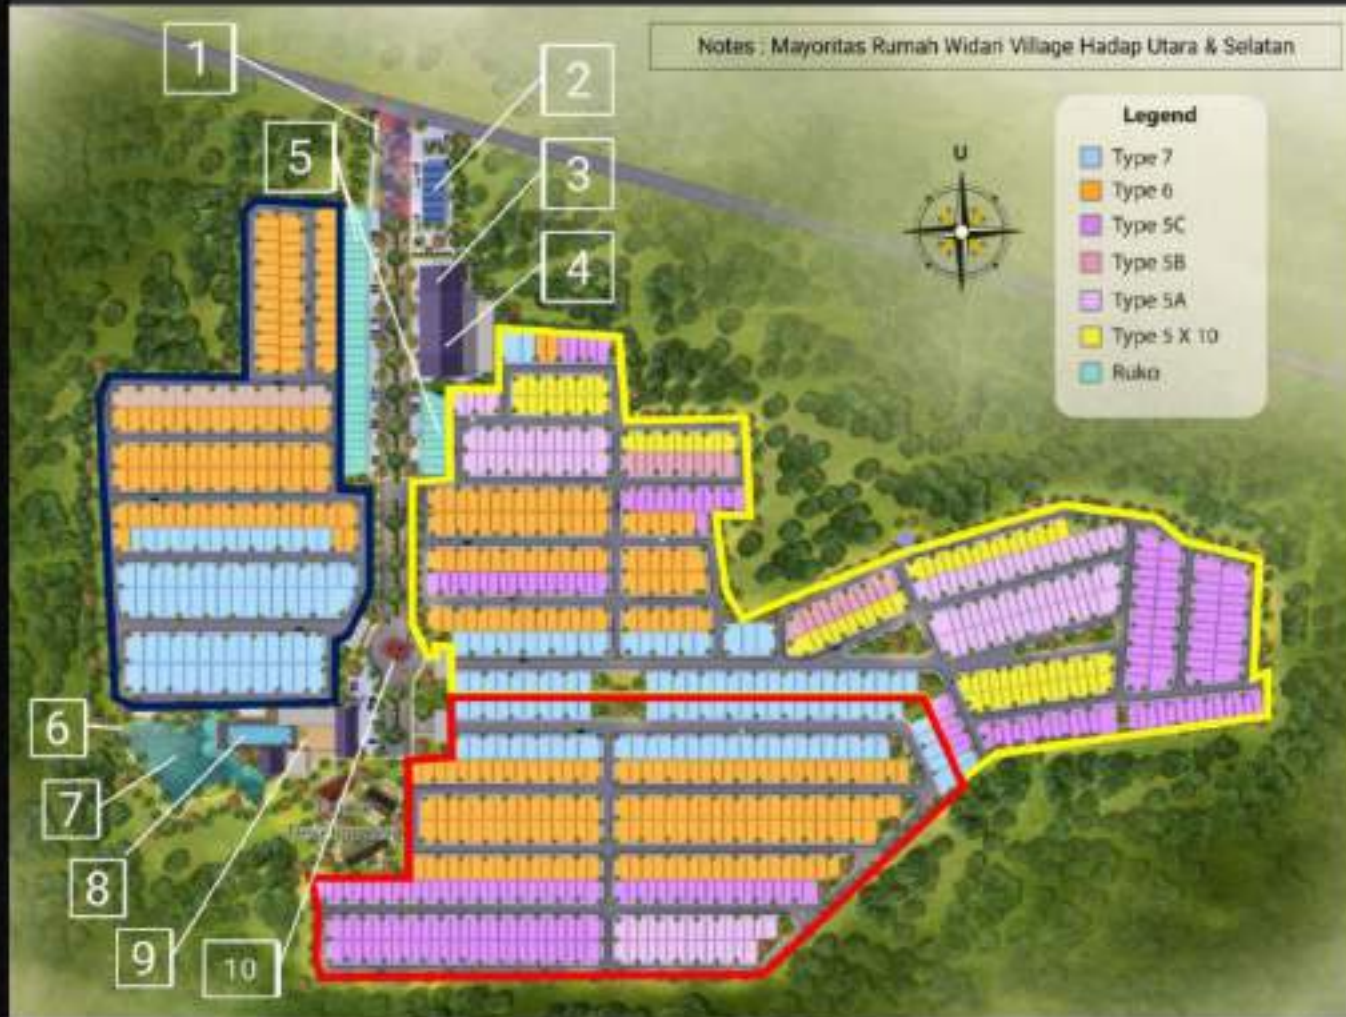 Notes : Mayoritas Rumah Widari Village Hadap Utara & Selatan
Legend
Type 7
Type 6
Type 5C
Type 5B
Type 5A
Type 5 X 10
Ruko
U
1
2
3
4
5
6
7
8
9
10